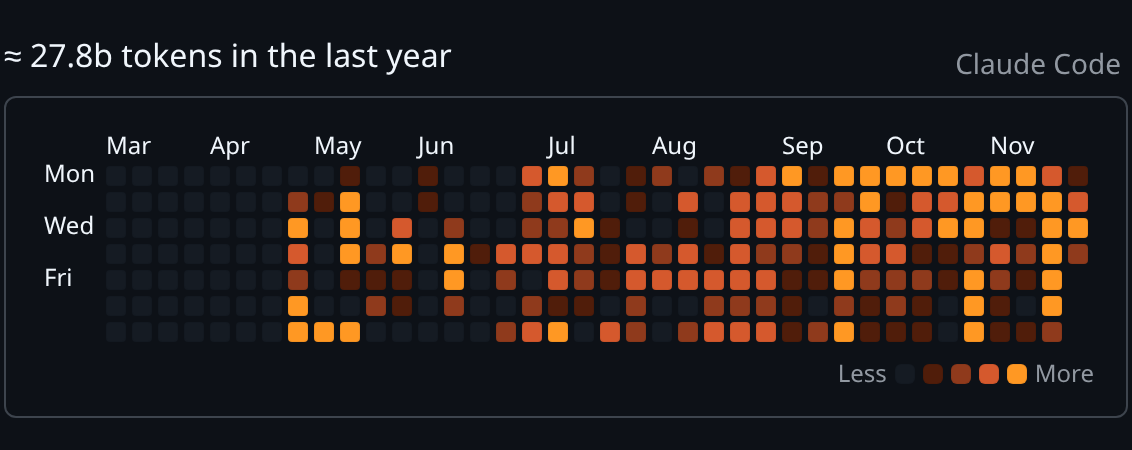 ≈ 27.8b tokens in the last year
Claude Code
Mar Apr May Jun Jul Aug Sep Oct Nov
Mon
Wed
Fri
Less More